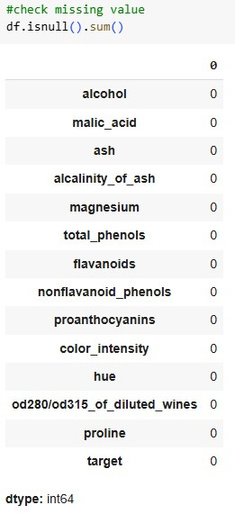 #check missing value
df.isnull().sum()
0
alcohol 0
malic_acid 0
ash 0
alcalinity_of_ash 0
magnesium 0
total_phenols 0
flavanoids 0
nonflavanoid_phenols 0
proanthocyanins 0
color_intensity 0
hue 0
od280/od315_of_diluted_wines 0
proline 0
target 0
dtype: int64